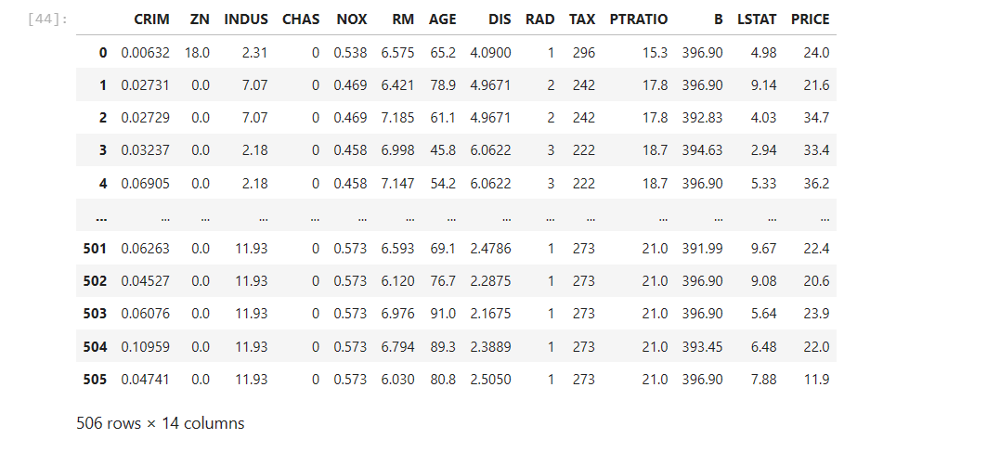 [44]:
CRIM ZN INDUS CHAS NOX RM AGE DIS RAD TAX PTRATIO B LSTAT PRICE
0 0.00632 18.0 2.31 0 0.538 6.575 65.2 4.0900 1 296 15.3 396.90 4.98 24.0
1 0.02731 0.0 7.07 0 0.469 6.421 78.9 4.9671 2 242 17.8 396.90 9.14 21.6
2 0.02729 0.0 7.07 0 0.469 7.185 61.1 4.9671 2 242 17.8 392.83 4.03 34.7
3 0.03237 0.0 2.18 0 0.458 6.998 45.8 6.0622 3 222 18.7 394.63 2.94 33.4
4 0.06905 0.0 2.18 0 0.458 7.147 54.2 6.0622 3 222 18.7 396.90 5.33 36.2
... ... ... ... ... ... ... ... ... ... ... ... ... ... ...
501 0.06263 0.0 11.93 0 0.573 6.593 69.1 2.4786 1 273 21.0 391.99 9.67 22.4
502 0.04527 0.0 11.93 0 0.573 6.120 76.7 2.2875 1 273 21.0 396.90 9.08 20.6
503 0.06076 0.0 11.93 0 0.573 6.976 91.0 2.1675 1 273 21.0 396.90 5.64 23.9
504 0.10959 0.0 11.93 0 0.573 6.794 89.3 2.3889 1 273 21.0 393.45 6.48 22.0
505 0.04741 0.0 11.93 0 0.573 6.030 80.8 2.5050 1 273 21.0 396.90 7.88 11.9
506 rows × 14 columns